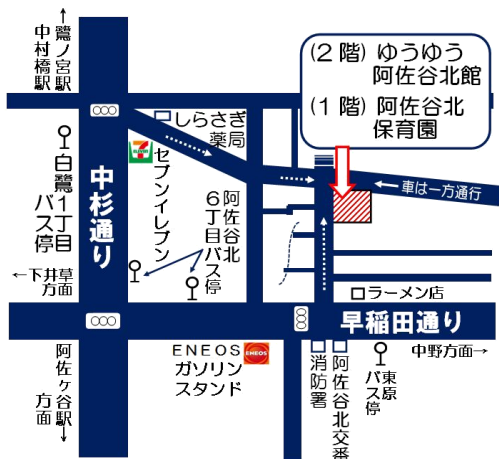 ↑鷺ノ宮駅
中村橋駅
(2階) ゆうゆう
阿佐谷北館
(1階) 阿佐谷北
保育園
しらさぎ
薬局
白鷺1丁目
バス停
中杉通り
7
ELEVEN
セブンイレブン
阿佐谷北
6丁目バス停
←車は一方通行
←下井草
方面
ラーメン店
早稲田通り
中野方面→
阿佐ヶ谷駅
方面↓
ENEOS
ガソリン
スタンド
ENEOS
消防署
阿佐谷北交番
東原
バス停